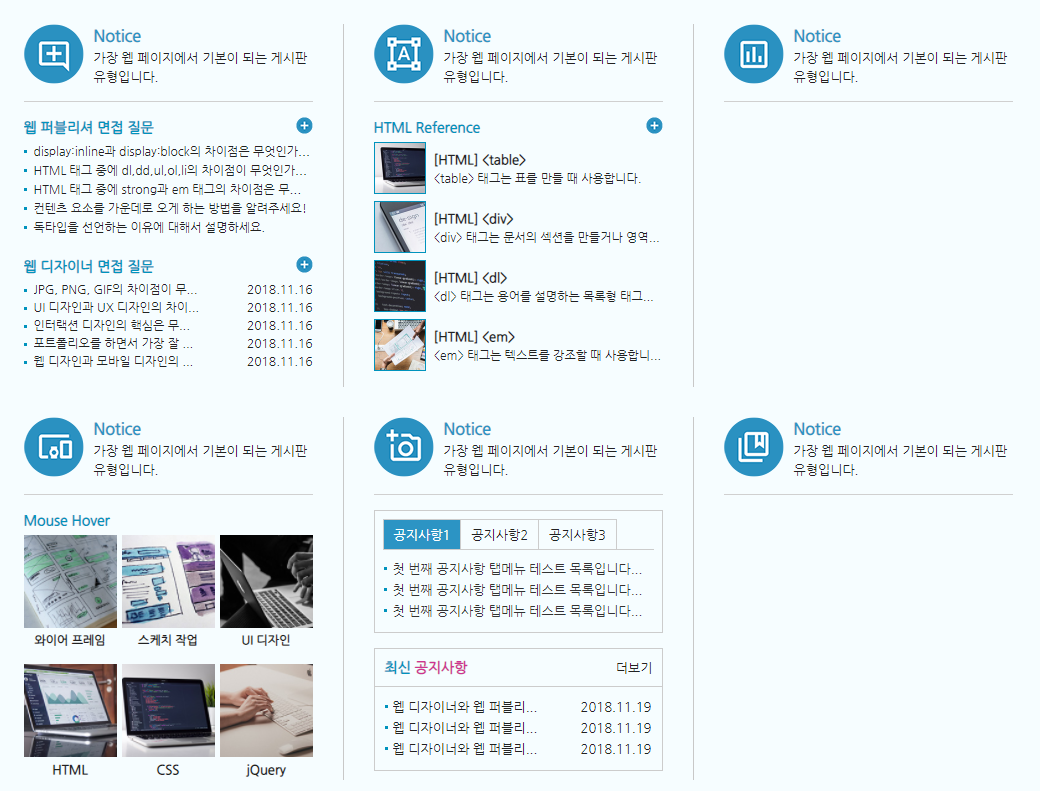 Notice
가장 웹 페이지에서 기본이 되는 게시판
유형입니다.
웹 퍼블리셔 면접 질문
display:inline과 display:block의 차이점은 무엇인가...
HTML 태그 중에 dl,dd,ul,ol,li의 차이점이 무엇인가...
HTML 태그 중에 strong과 em 태그의 차이점은 무...
컨텐츠 요소를 가운데로 오게 하는 방법을 알려주세요!
독타입을 선언하는 이유에 대해서 설명하세요.
웹 디자이너 면접 질문
JPG, PNG, GIF의 차이점이 무... 2018.11.16
UI 디자인과 UX 디자인의 차이... 2018.11.16
인터랙션 디자인의 핵심은 무... 2018.11.16
포트폴리오를 하면서 가장 잘 ... 2018.11.16
웹 디자인과 모바일 디자인의 ... 2018.11.16
Notice
가장 웹 페이지에서 기본이 되는 게시판
유형입니다.
HTML Reference
[HTML] <table>
<table> 태그는 표를 만들 때 사용합니다.
[HTML] <div>
<div> 태그는 문서의 섹션을 만들거나 영역...
[HTML] <dl>
<dl> 태그는 용어를 설명하는 목록형 태그...
[HTML] <em>
<em> 태그는 텍스트를 강조할 때 사용합니...
Notice
가장 웹 페이지에서 기본이 되는 게시판
유형입니다.
Notice
가장 웹 페이지에서 기본이 되는 게시판
유형입니다.
Mouse Hover
와이어 프레임 스케치 작업 UI 디자인
HTML CSS jQuery
Notice
가장 웹 페이지에서 기본이 되는 게시판
유형입니다.
공지사항1 공지사항2 공지사항3
첫 번째 공지사항 탭메뉴 테스트 목록입니다...
첫 번째 공지사항 탭메뉴 테스트 목록입니다...
첫 번째 공지사항 탭메뉴 테스트 목록입니다...
최신 공지사항 더보기
웹 디자이너와 웹 퍼블리... 2018.11.19
웹 디자이너와 웹 퍼블리... 2018.11.19
웹 디자이너와 웹 퍼블리... 2018.11.19
Notice
가장 웹 페이지에서 기본이 되는 게시판
유형입니다.